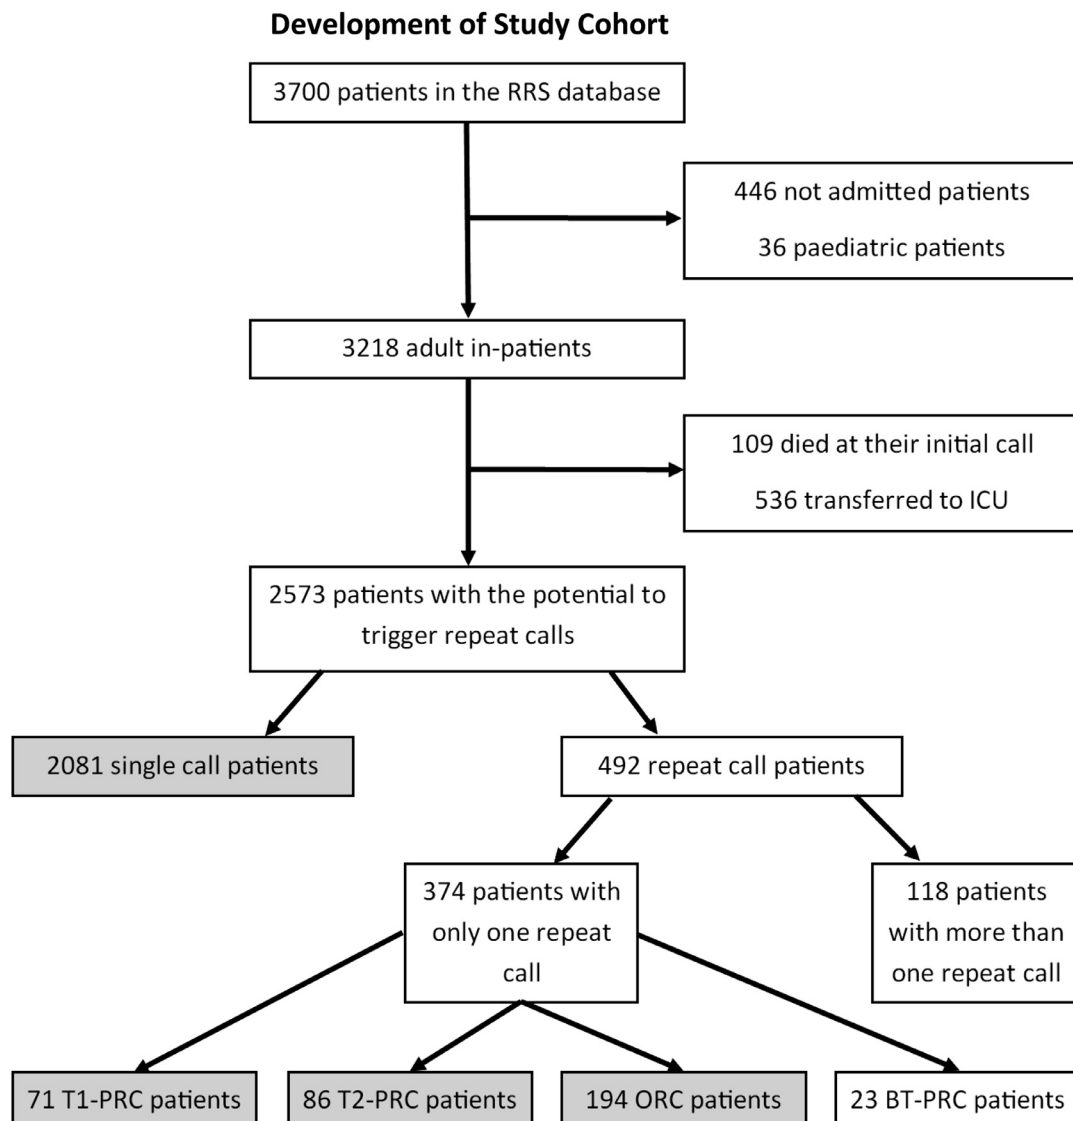 Development of Study Cohort
3700 patients in the RRS database
446 not admitted patients
36 paediatric patients
3218 adult in-patients
109 died at their initial call
536 transferred to ICU
2573 patients with the potential to
trigger repeat calls
2081 single call patients
492 repeat call patients
374 patients with
only one repeat
call
118 patients
with more than
one repeat call
71 T1-PRC patients
86 T2-PRC patients
194 ORC patients
23 BT-PRC patients